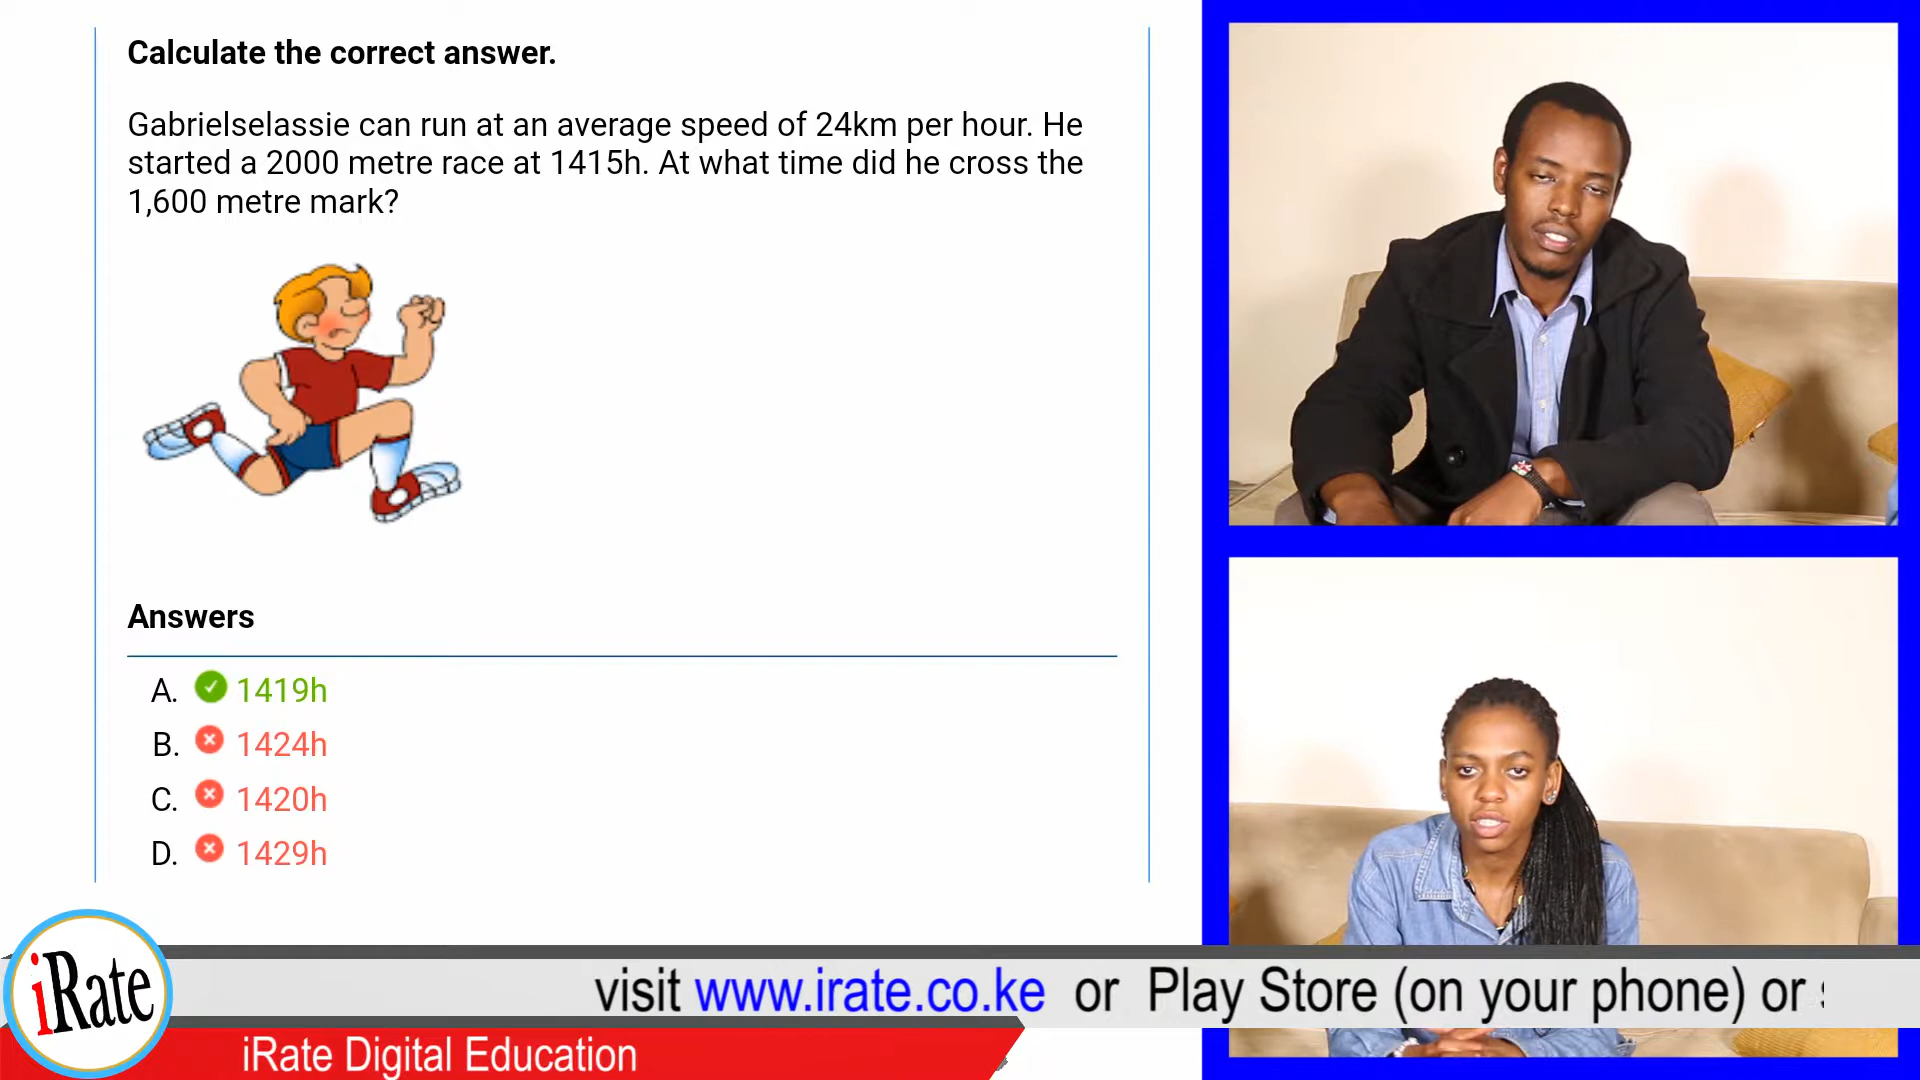 Calculate the correct answer.
Gabrielselassie can run at an average speed of 24km per hour. He
started a 2000 metre race at 1415h. At what time did he cross the
1,600 metre mark?
Answers
A. 1419h
B. 1424h
C. 1420h
D. 1429h
iRate
visit www.irate.co.ke or Play Store (on your phone) or
iRate Digital Education